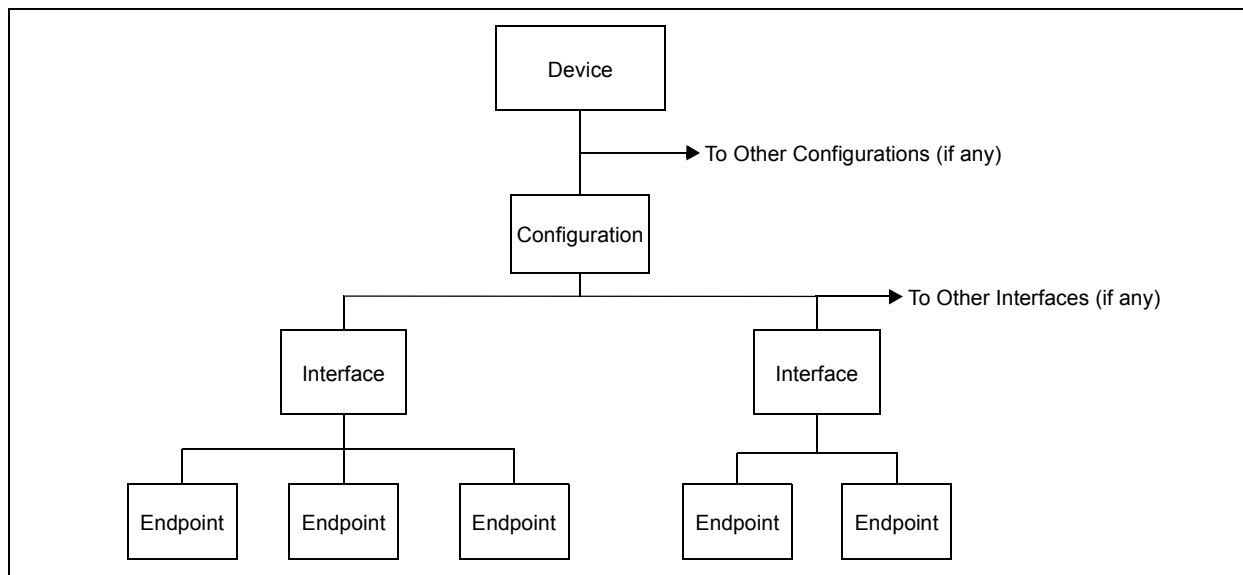 Device
To Other Configurations (if any)
Configuration
To Other Interfaces (if any)
Interface
Interface
Endpoint
Endpoint
Endpoint
Endpoint
Endpoint